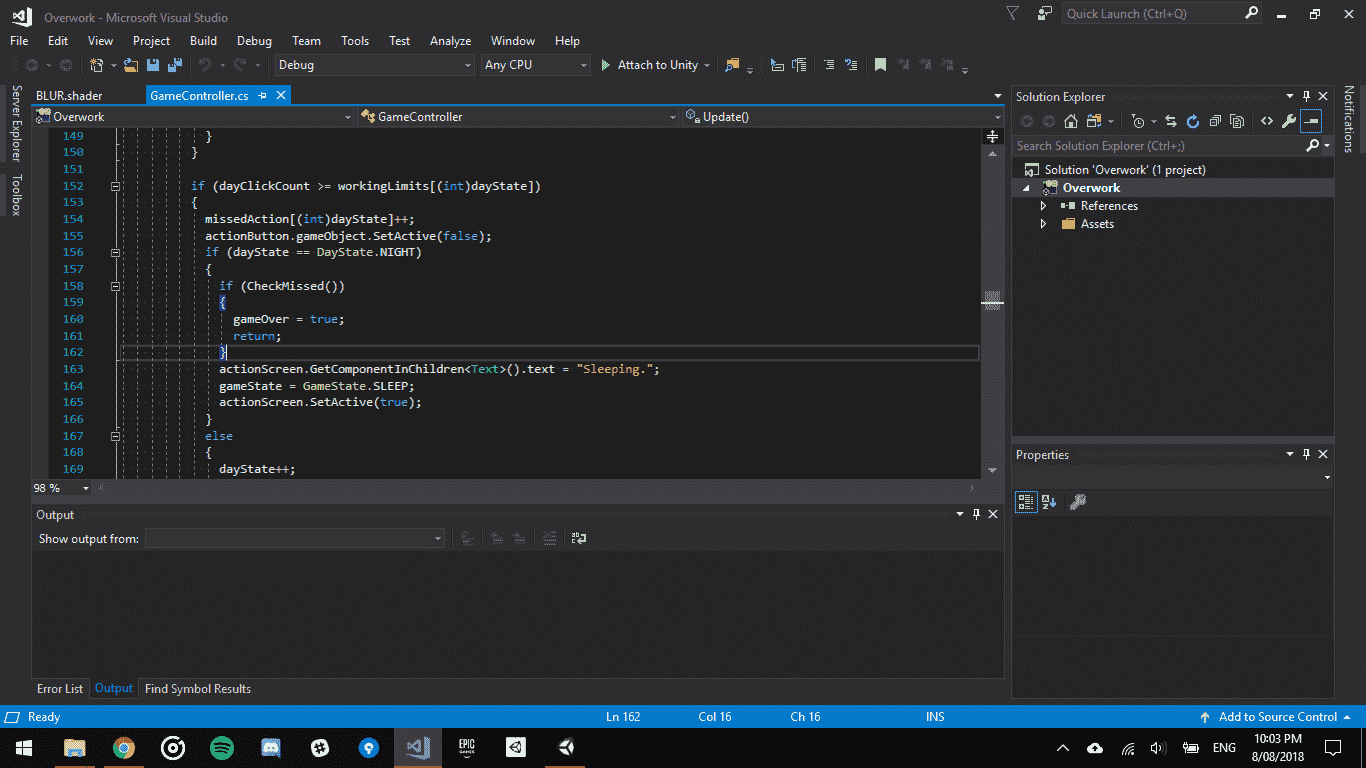 Overwork - Microsoft Visual Studio
Quick Launch (Ctrl+Q)
File Edit View Project Build Debug Team Tools Test Analyze Window Help
Debug Any CPU Attach to Unity
Server Explorer
Toolbox
BLUR.shader GameController.cs
Overwork GameController Update()
149 }
150 }
151
152 if (dayClickCount >= workingLimits[(int)dayState])
153 {
154 missedAction[(int)dayState]++;
155 actionButton.gameObject.SetActive(false);
156 if (dayState == DayState.NIGHT)
157 {
158 if (CheckMissed())
159 {
160 gameOver = true;
161 return;
162 }
163 actionScreen.GetComponentInChildren<Text>().text = "Sleeping.";
164 gameState = GameState.SLEEP;
165 actionScreen.SetActive(true);
166 }
167 else
168 {
169 dayState++;
98 %
Output
Show output from:
Error List Output Find Symbol Results
Solution Explorer
Search Solution Explorer (Ctrl+;)
Solution 'Overwork' (1 project)
Overwork
References
Assets
Properties
Notifications
Ready Ln 162 Col 16 Ch 16 INS Add to Source Control
EPIC GAMES
ENG
10:03 PM
8/08/2018